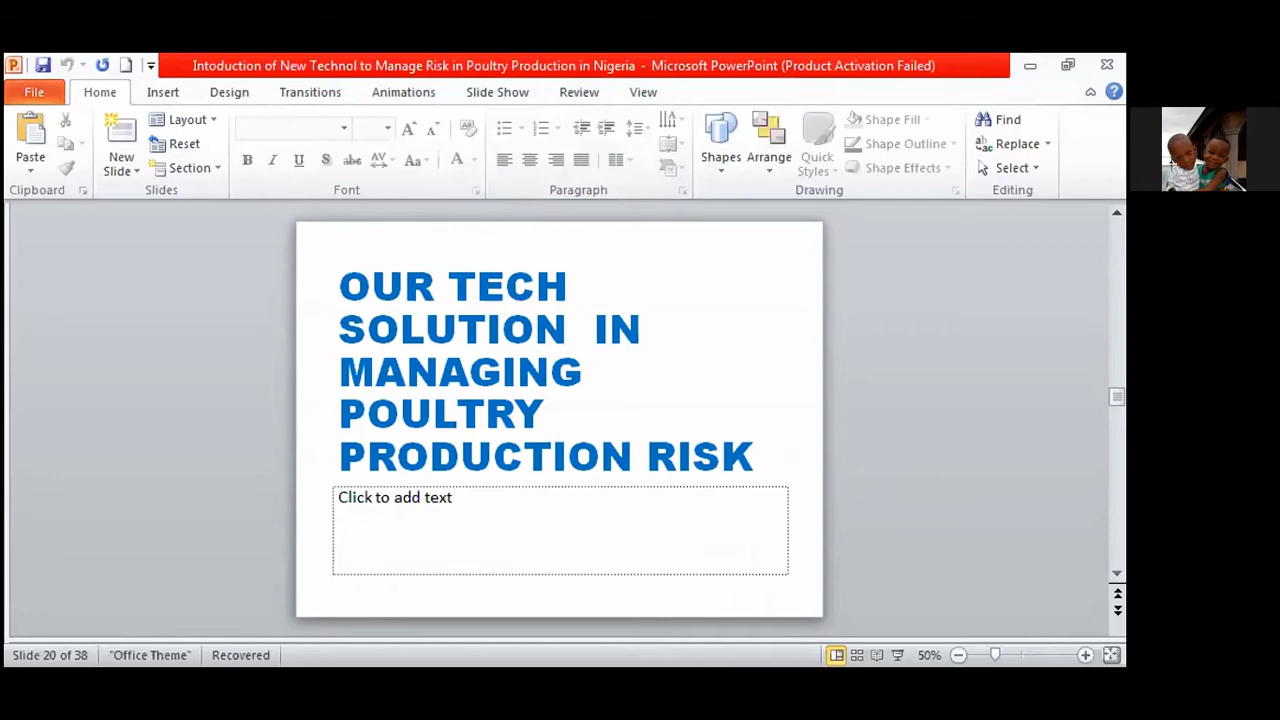 Intoduction of New Technol to Manage Risk in Poultry Production in Nigeria - Microsoft PowerPoint (Product Activation Failed)
File Home Insert Design Transitions Animations Slide Show Review View
Paste
Clipboard
New Slide
Layout
Reset
Section
Slides
B I U S abc AV Aa A
Font
Paragraph
Shapes
Arrange
Quick Styles
Shape Fill
Shape Outline
Shape Effects
Drawing
Find
Replace
Select
Editing
OUR TECH
SOLUTION IN
MANAGING
POULTRY
PRODUCTION RISK
Click to add text
Slide 20 of 38 "Office Theme" Recovered 50%